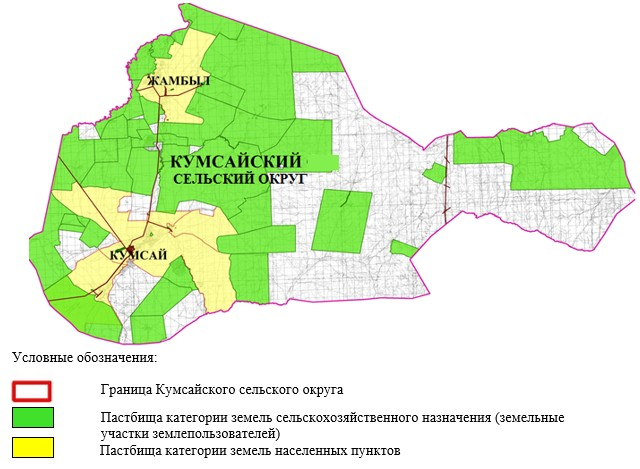 ЖАМБЫЛ
КУМСАЙСКИЙ
СЕЛЬСКИЙ ОКРУГ
КУМСАЙ
Условные обозначения:
Граница Кумсайского сельского округа
Пастбища категории земель сельскохозяйственного назначения (земельные
участки землепользователей)
Пастбища категории земель населенных пунктов